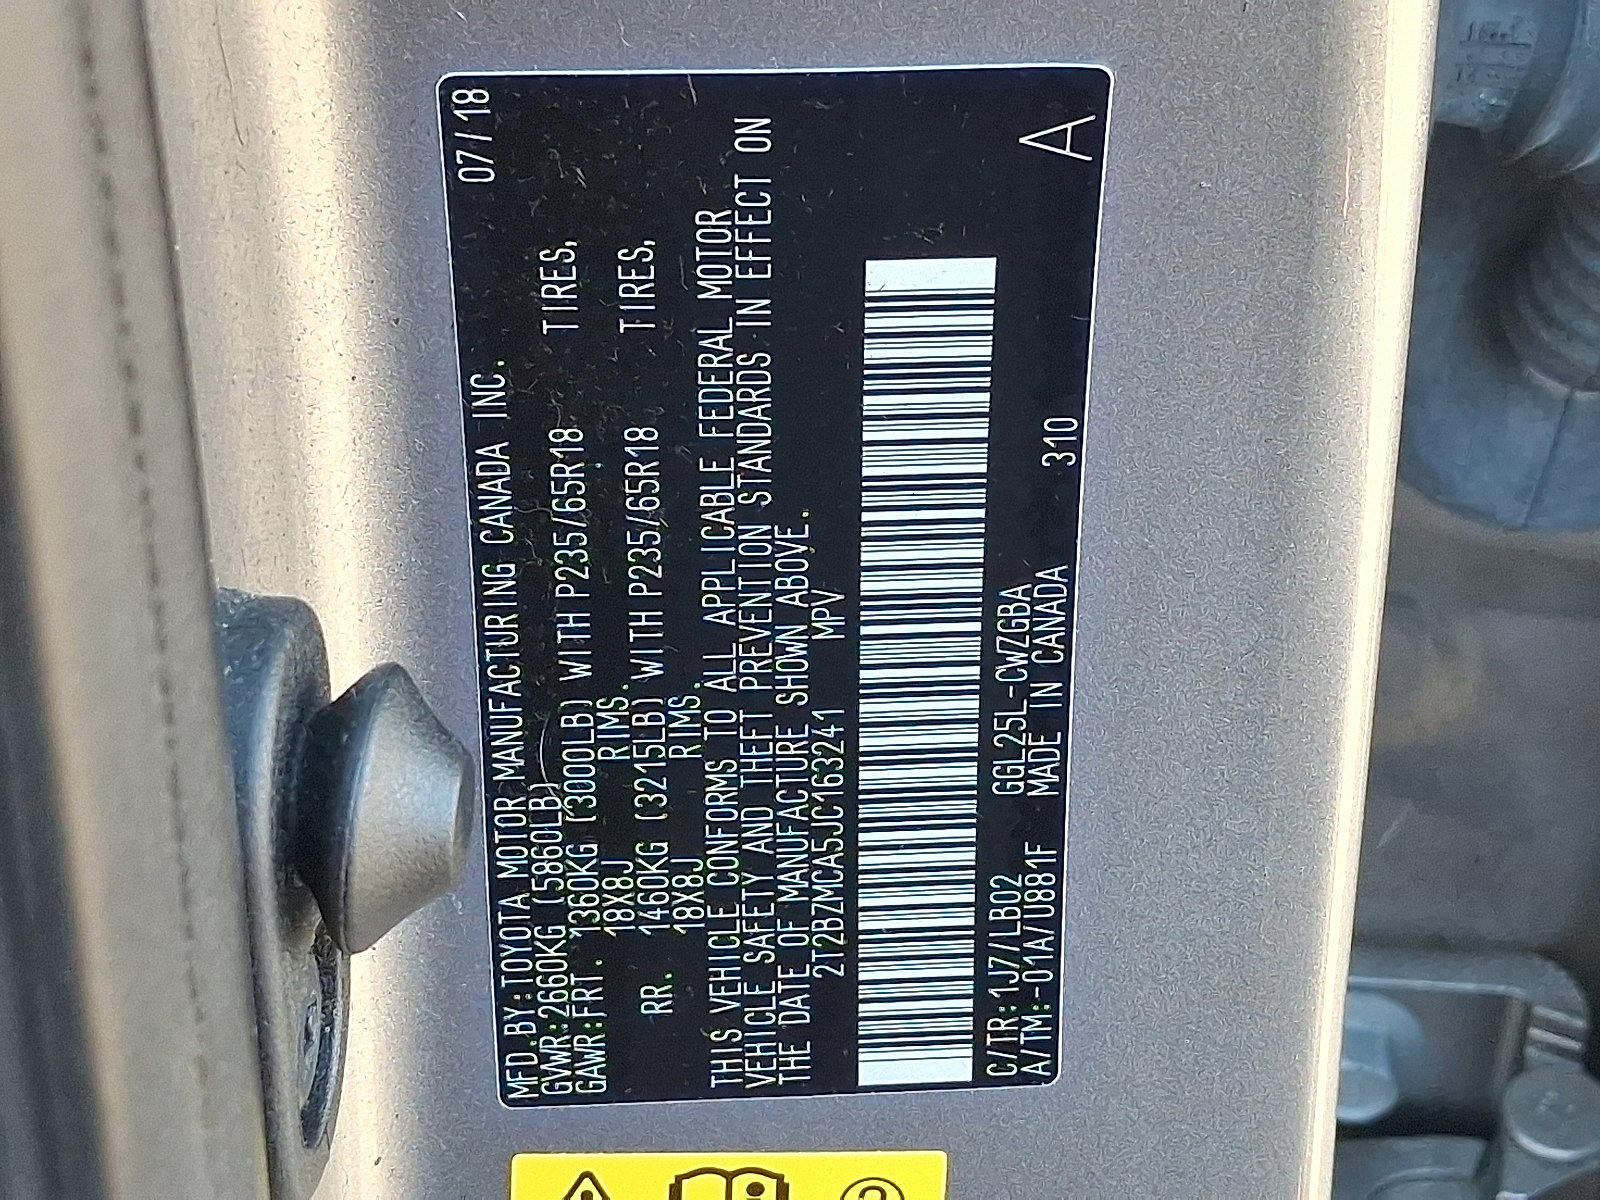 MFD.BY:TOYOTA MOTOR MANUFACTURING CANADA INC. 07/18
GVWR:2660KG (5860LB)
GAWR:FRT. 1360KG (3000LB) WITH P235/65R18 TIRES,
18X8J RIMS.
RR. 1460KG (3215LB) WITH P235/65R18 TIRES,
18X8J RIMS.
THIS VEHICLE CONFORMS TO ALL APPLICABLE FEDERAL MOTOR
VEHICLE SAFETY AND THEFT PREVENTION STANDARDS IN EFFECT ON
THE DATE OF MANUFACTURE SHOWN ABOVE.
2T2BZMCA5JC163241 MPV
C/TR:1J7/LB02 GGL25L-CWZGBA
A/TM:-01A/U881F MADE IN CANADA 310
A